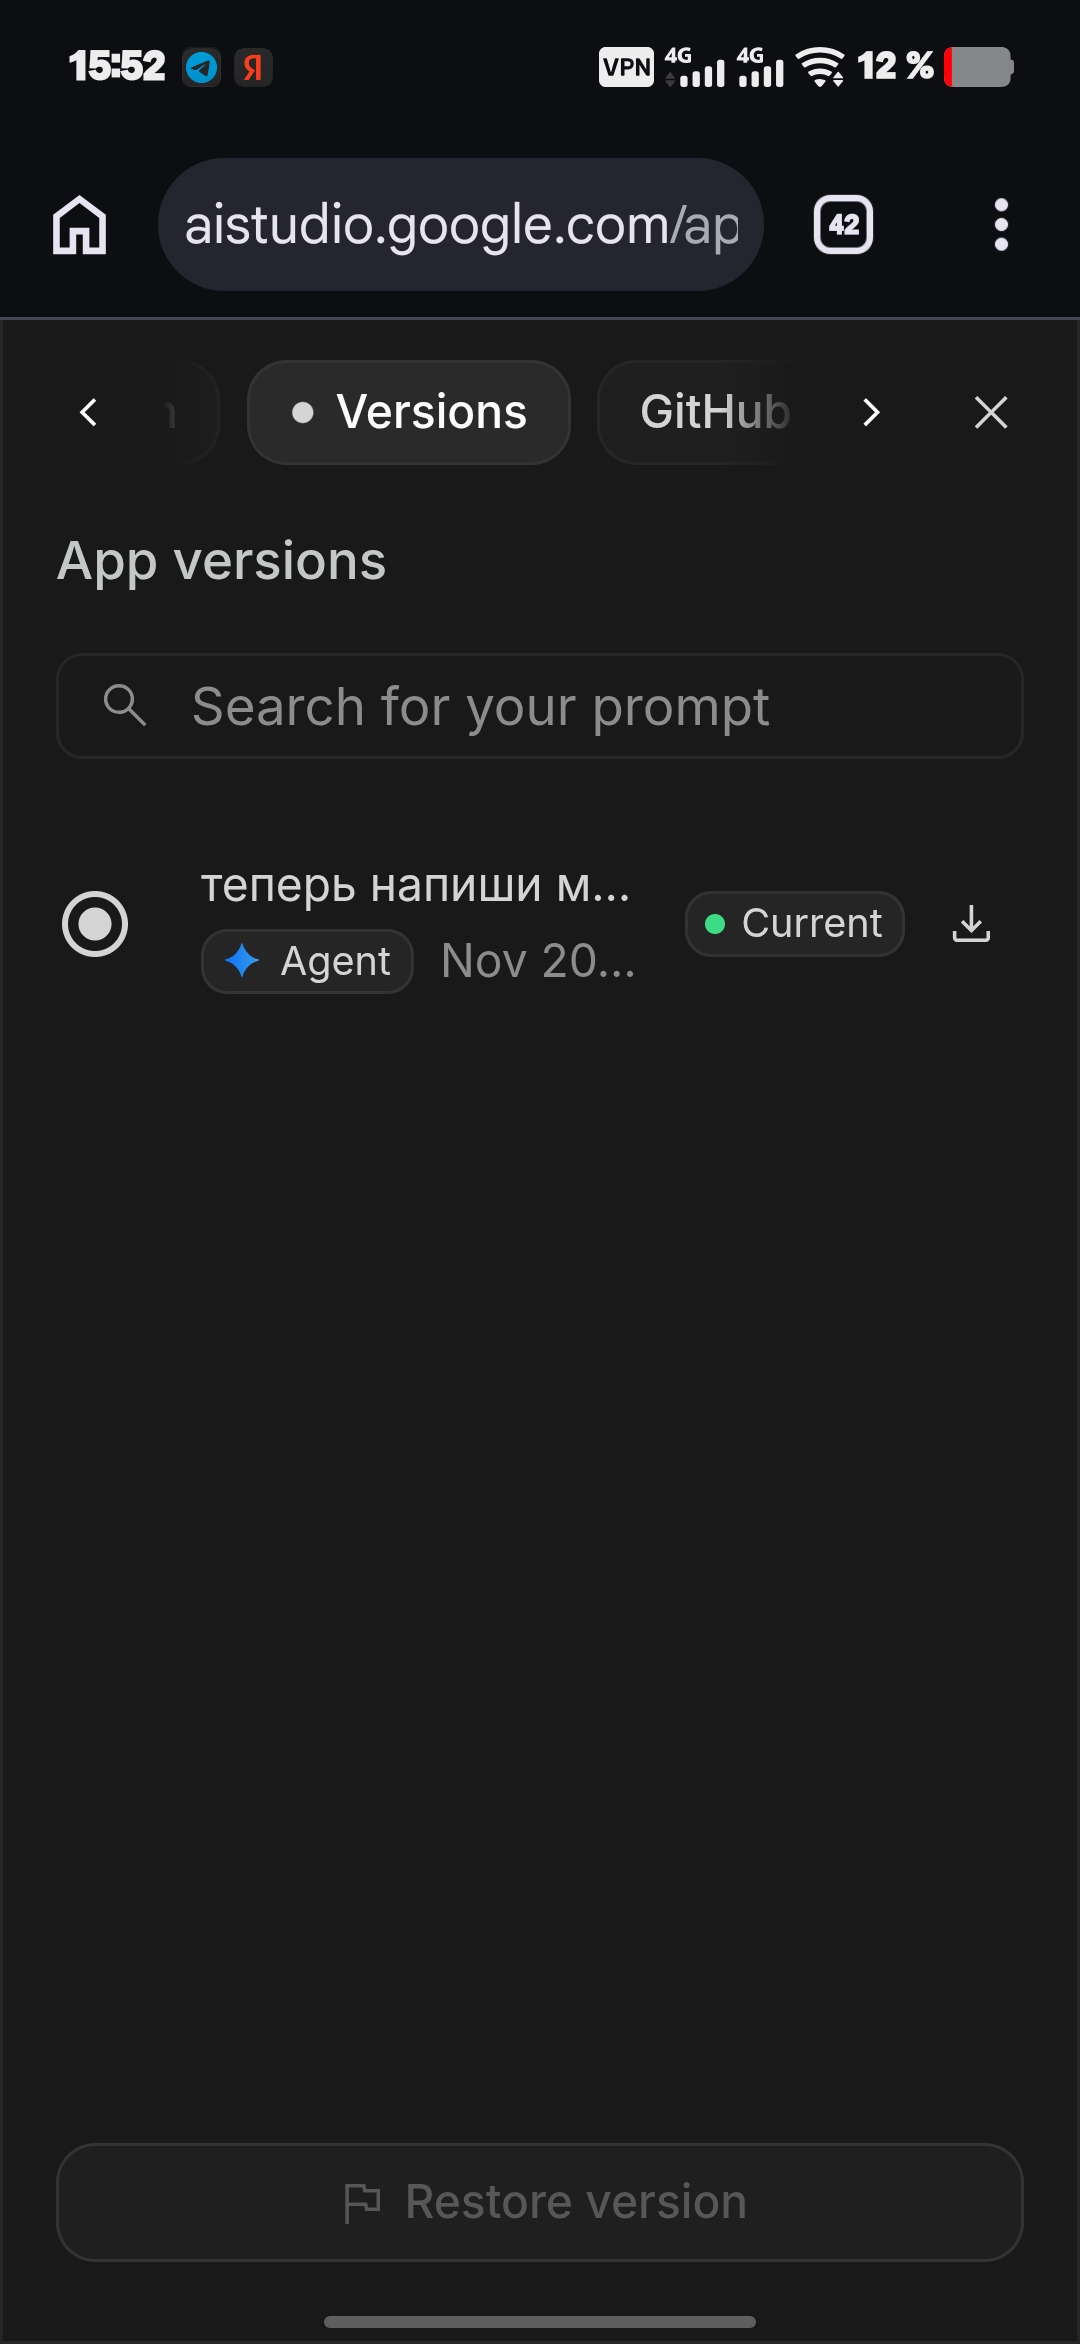 15:52 Я VPN 4G 4G 12 %
aistudio.google.com/ap
42
Versions
GitHub
App versions
Search for your prompt
теперь напиши м...
Current
Agent Nov 20...
Restore version